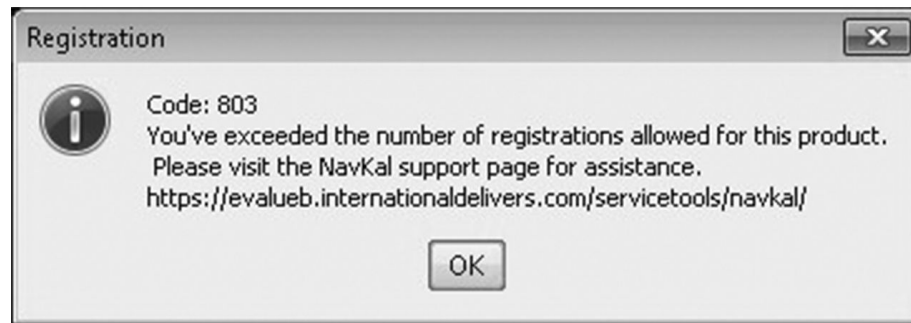 Registration
Code: 803
You've exceeded the number of registrations allowed for this product.
Please visit the NavKal support page for assistance.
https://evalueb.internationaldelivers.com/servicetools/navkal/
OK